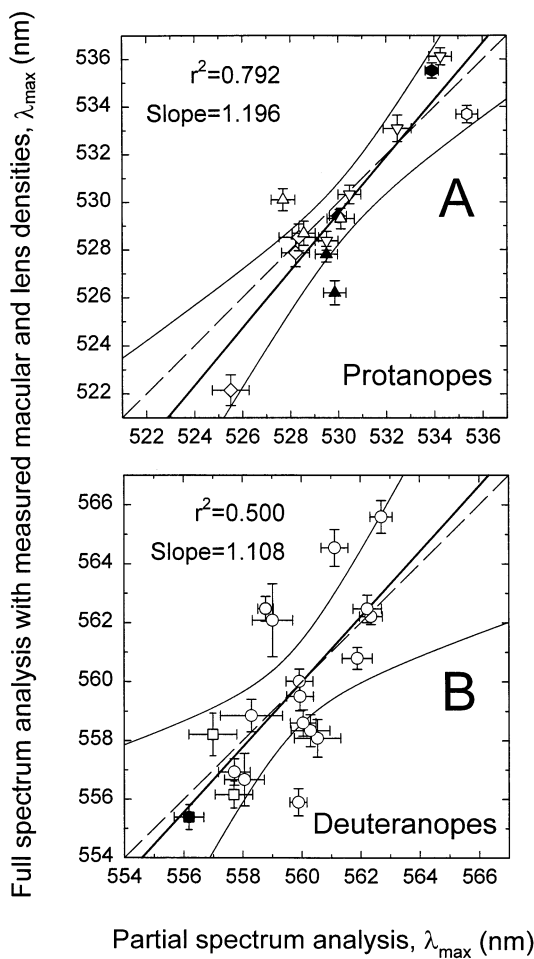 Full spectrum analysis with measured macular and lens densities, λmax (nm)
536
534
532
530
528
526
524
522
r²=0.792
Slope=1.196
A
Protanopes
522 524 526 528 530 532 534 536
566
564
562
560
558
556
554
r²=0.500
Slope=1.108
B
Deuteranopes
554 556 558 560 562 564 566
Partial spectrum analysis, λmax (nm)